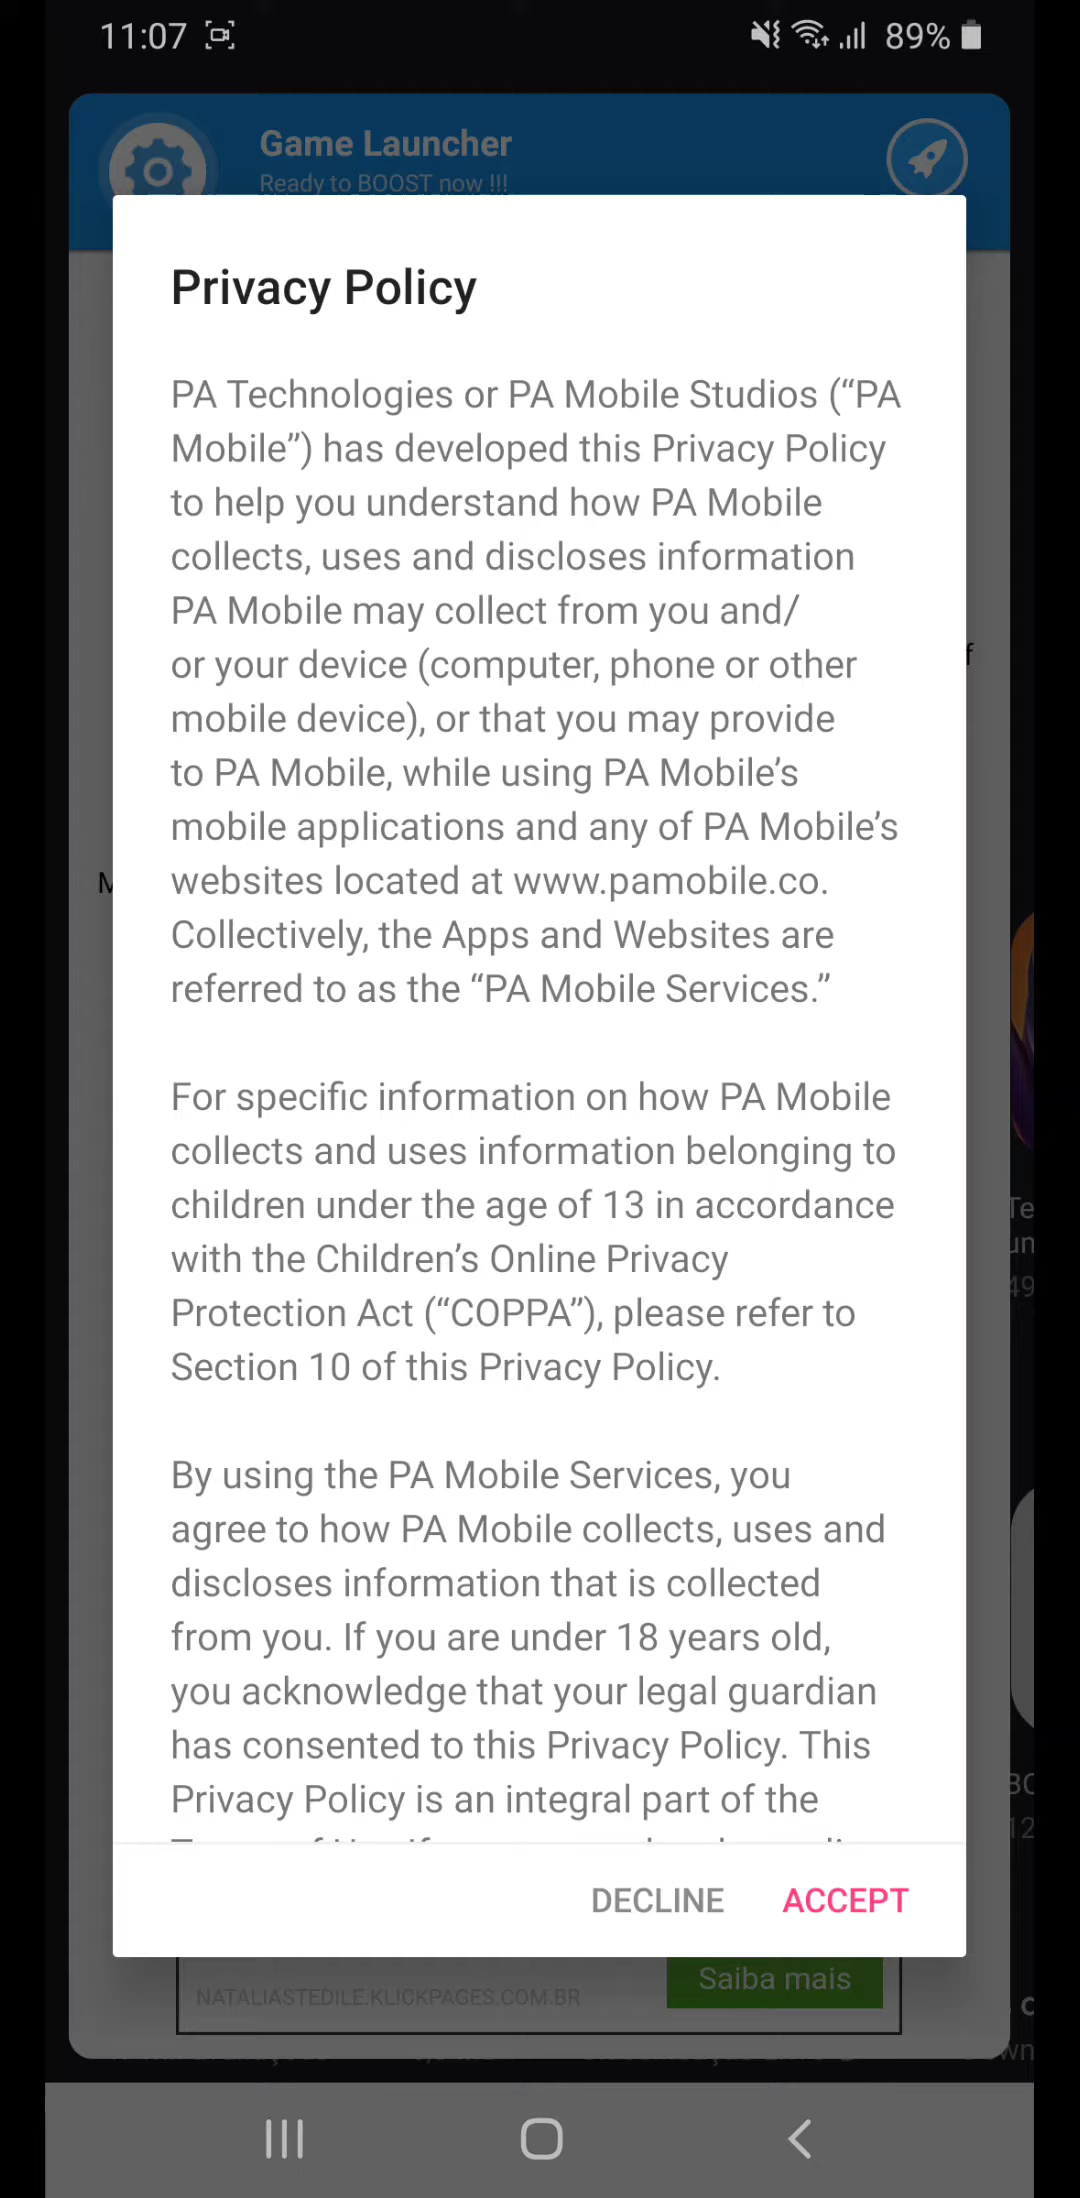 11:07
89%
Game Launcher
Ready to BOOST now !!!
Privacy Policy
PA Technologies or PA Mobile Studios (“PA
Mobile”) has developed this Privacy Policy
to help you understand how PA Mobile
collects, uses and discloses information
PA Mobile may collect from you and/
or your device (computer, phone or other
mobile device), or that you may provide
to PA Mobile, while using PA Mobile’s
mobile applications and any of PA Mobile’s
websites located at www.pamobile.co.
Collectively, the Apps and Websites are
referred to as the “PA Mobile Services.”
For specific information on how PA Mobile
collects and uses information belonging to
children under the age of 13 in accordance
with the Children’s Online Privacy
Protection Act (“COPPA”), please refer to
Section 10 of this Privacy Policy.
By using the PA Mobile Services, you
agree to how PA Mobile collects, uses and
discloses information that is collected
from you. If you are under 18 years old,
you acknowledge that your legal guardian
has consented to this Privacy Policy. This
Privacy Policy is an integral part of the
DECLINE
ACCEPT
Saiba mais
NATALIASTEDILE.KLICKPAGES.COM.BR